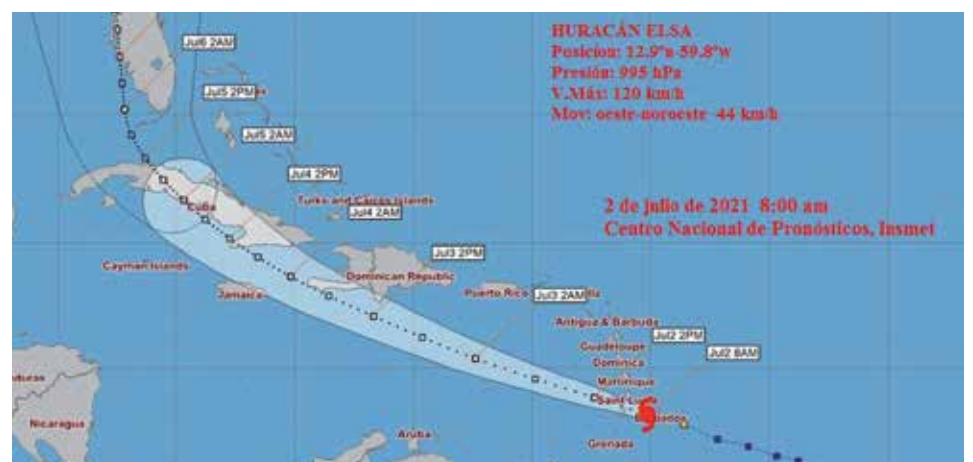 HURACÁN ELSA
Posicion: 12.9ºn-59.8ºw
Presión: 995 hPa
V.Máx: 120 km/h
Mov: oeste-noroeste 44 km/h
Jul6 2AM
Jul5 2PM
Jul5 2AM
Jul4 2PM
Turks and Caicos Islands
Jul4 2AM
2 de julio de 2021 8:00 am
Centro Nacional de Pronósticos, Insmet
Cuba
Jul3 2PM
Cayman Islands
Dominican Republic
Jamaica
Puerto Rico
Jul3 2AM
Antigua & Barbuda
Jul2 2PM
Guadeloupe
Jul2 8AM
Dominica
Martinique
Saint Lucia
Nicaragua
Aruba
Grenada